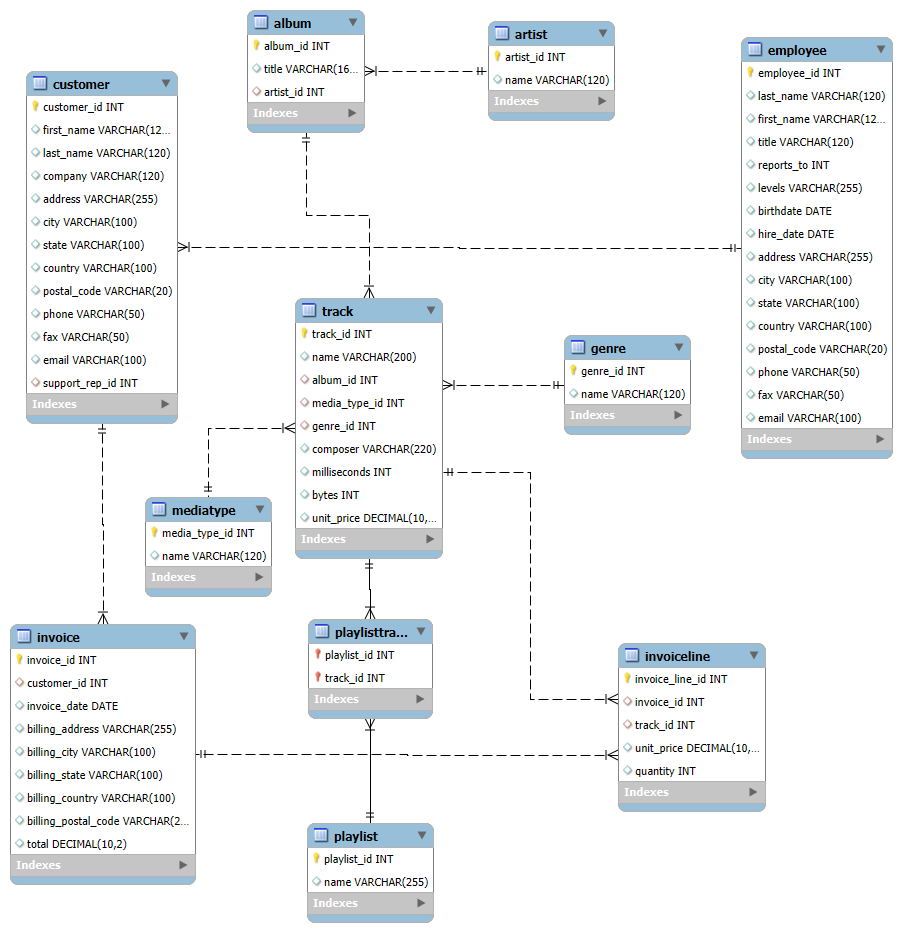 album
album_id INT
title VARCHAR(16...
artist_id INT
Indexes
artist
artist_id INT
name VARCHAR(120)
Indexes
employee
employee_id INT
last_name VARCHAR(120)
first_name VARCHAR(12...
title VARCHAR(120)
reports_to INT
levels VARCHAR(255)
birthdate DATE
hire_date DATE
address VARCHAR(255)
city VARCHAR(100)
state VARCHAR(100)
country VARCHAR(100)
postal_code VARCHAR(20)
phone VARCHAR(50)
fax VARCHAR(50)
email VARCHAR(100)
Indexes
customer
customer_id INT
first_name VARCHAR(12...
last_name VARCHAR(120)
company VARCHAR(120)
address VARCHAR(255)
city VARCHAR(100)
state VARCHAR(100)
country VARCHAR(100)
postal_code VARCHAR(20)
phone VARCHAR(50)
fax VARCHAR(50)
email VARCHAR(100)
support_rep_id INT
Indexes
track
track_id INT
name VARCHAR(200)
album_id INT
media_type_id INT
genre_id INT
composer VARCHAR(220)
milliseconds INT
bytes INT
unit_price DECIMAL(10,...
Indexes
genre
genre_id INT
name VARCHAR(120)
Indexes
mediatype
media_type_id INT
name VARCHAR(120)
Indexes
invoice
invoice_id INT
customer_id INT
invoice_date DATE
billing_address VARCHAR(255)
billing_city VARCHAR(100)
billing_state VARCHAR(100)
billing_country VARCHAR(100)
billing_postal_code VARCHAR(2...
total DECIMAL(10,2)
Indexes
playlisttra...
playlist_id INT
track_id INT
Indexes
invoiceline
invoice_line_id INT
invoice_id INT
track_id INT
unit_price DECIMAL(10,...
quantity INT
Indexes
playlist
playlist_id INT
name VARCHAR(255)
Indexes